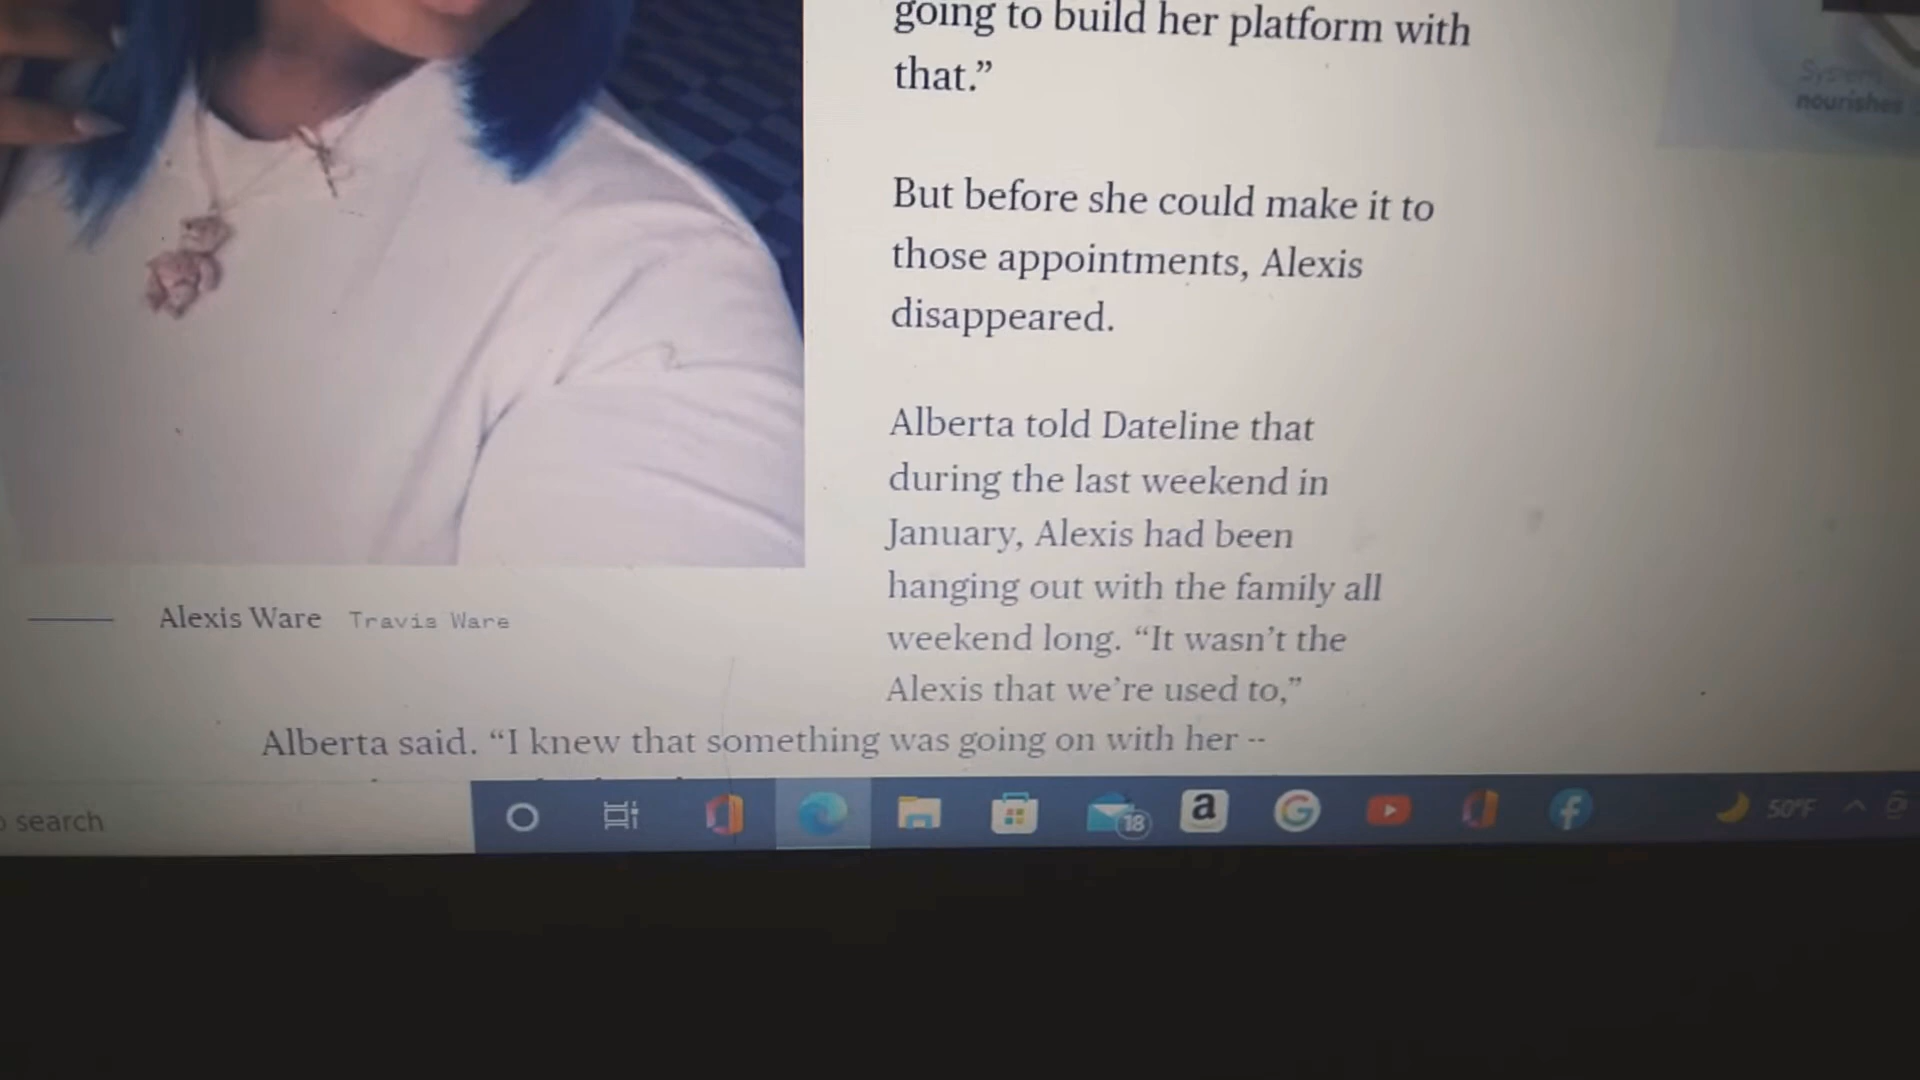 going to build her platform with
that.”
System
nourishes
But before she could make it to
those appointments, Alexis
disappeared.
Alberta told Dateline that
during the last weekend in
January, Alexis had been
hanging out with the family all
weekend long. “It wasn’t the
Alexis that we’re used to,”
Alberta said. “I knew that something was going on with her --
Alexis Ware Travis Ware
search
18
a
50°F